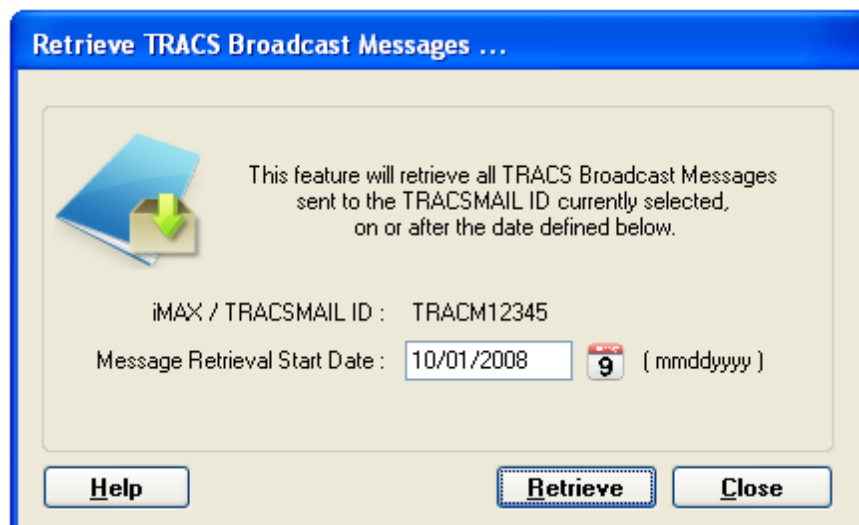 Retrieve TRACS Broadcast Messages ...
This feature will retrieve all TRACS Broadcast Messages
sent to the TRACSMAIL ID currently selected,
on or after the date defined below.
iMAX / TRACSMAIL ID : TRACM12345
Message Retrieval Start Date : 10/01/2008 9 ( mmddyyyy )
Help Retrieve Close